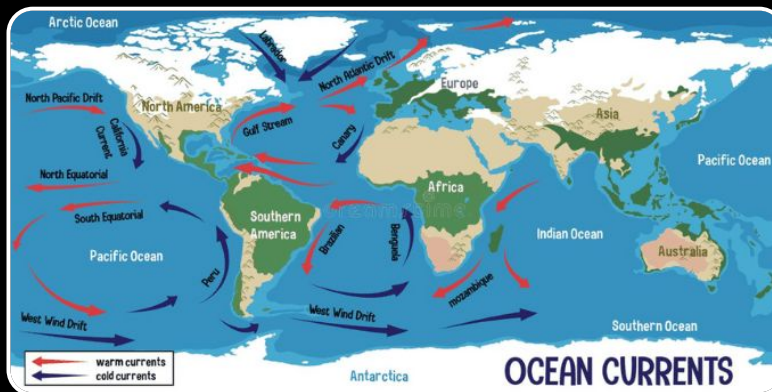 Arctic Ocean
Labrador
North Atlantic Drift
Europe
North Pacific Drift
North America
Gulf Stream
Asia
California
Current
Canary
Pacific Ocean
North Equatorial
Africa
dreamstime
South Equatorial
Southern
America
Brazilian
Benguela
Indian Ocean
Pacific Ocean
Peru
Australia
mozambique
West Wind Drift
West Wind Drift
Southern Ocean
warm currents
cold currents
Antarctica
OCEAN CURRENTS